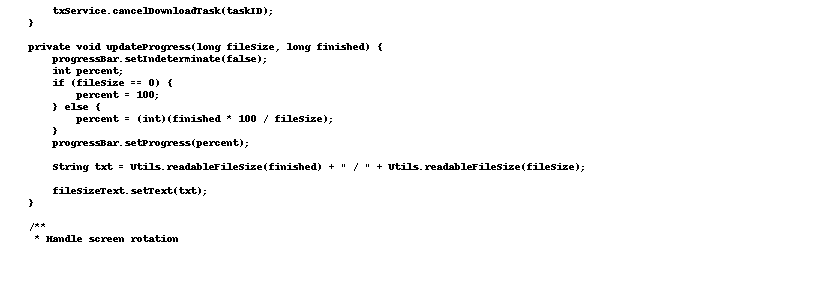 txService.cancelDownloadTask(taskID);
}
private void updateProgress(long fileSize, long finished) {
progressBar.setIndeterminate(false);
int percent;
if (fileSize == 0) {
percent = 100;
} else {
percent = (int)(finished * 100 / fileSize);
}
progressBar.setProgress(percent);
String txt = Utils.readableFileSize(finished) + " / " + Utils.readableFileSize(fileSize);
fileSizeText.setText(txt);
}
/**
* Handle screen rotation